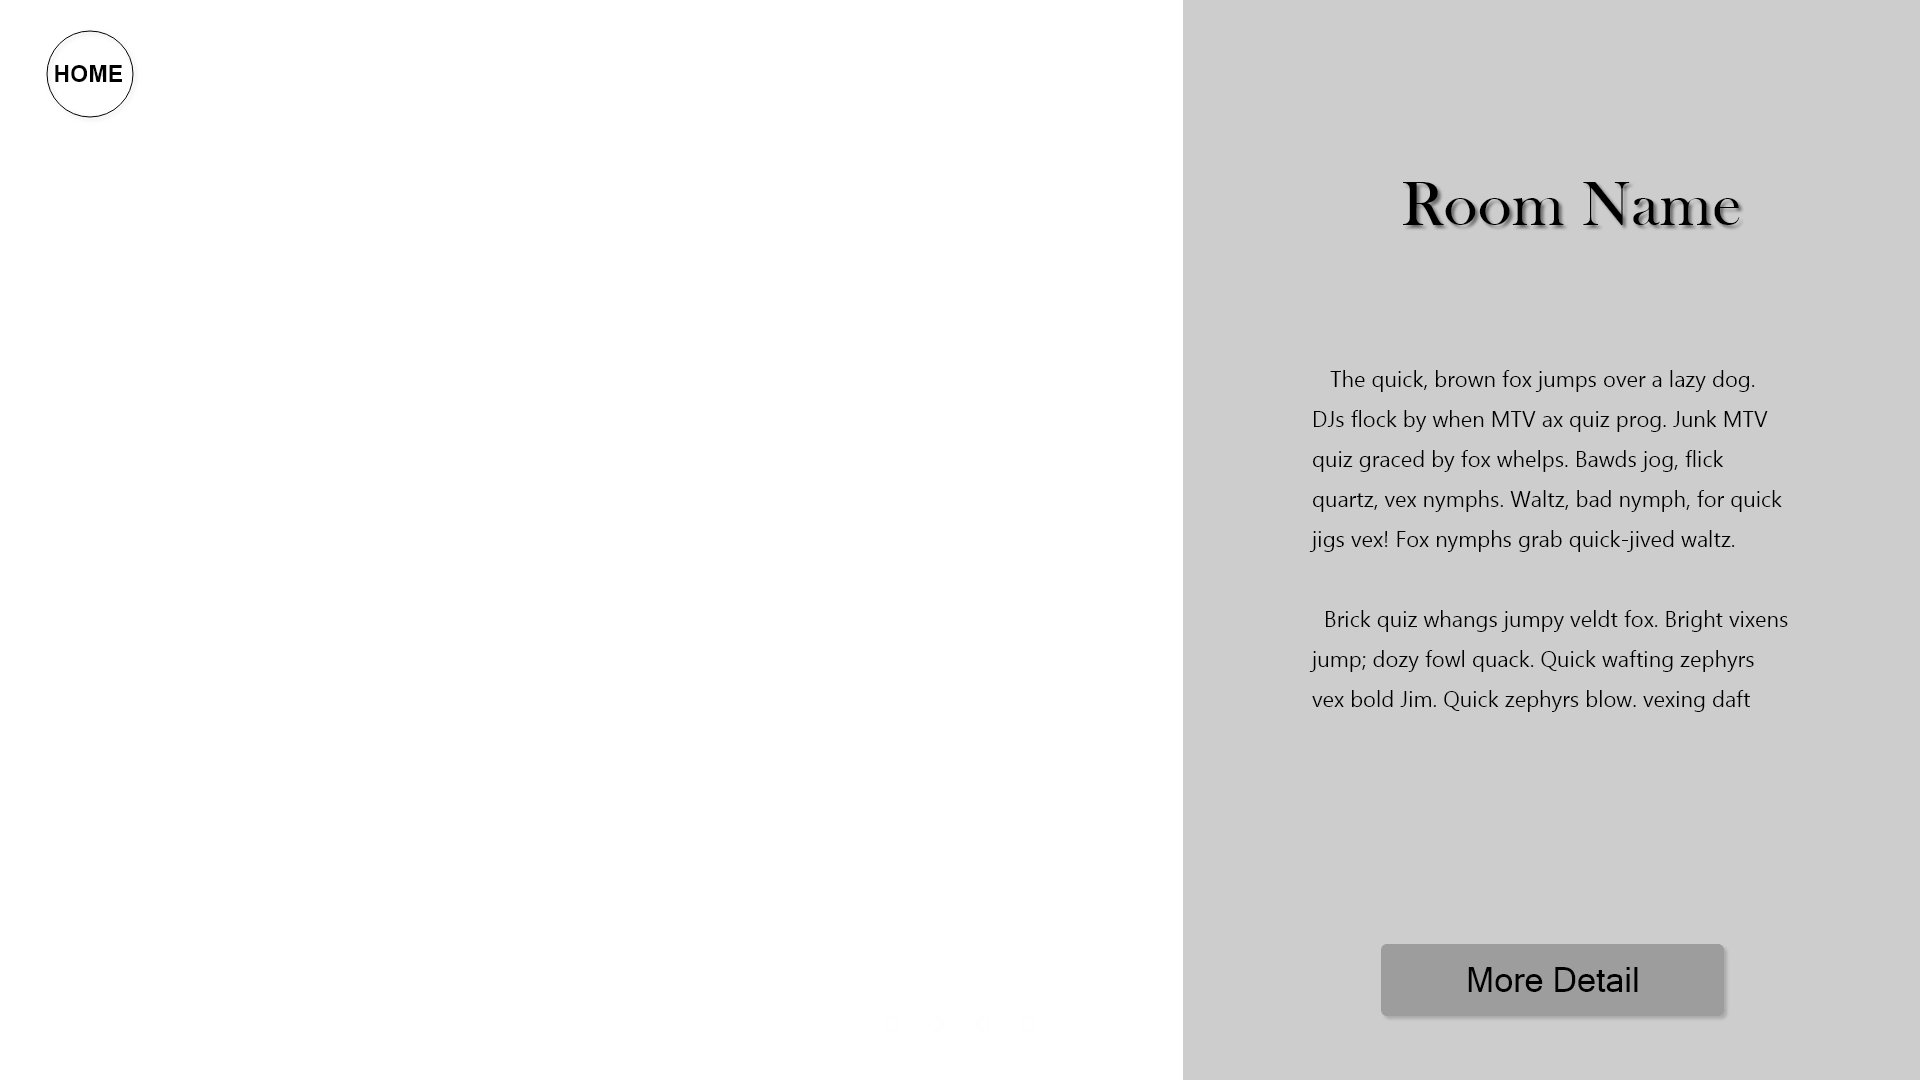 HOME
Room Name
The quick, brown fox jumps over a lazy dog.
DJs flock by when MTV ax quiz prog. Junk MTV
quiz graced by fox whelps. Bawds jog, flick
quartz, vex nymphs. Waltz, bad nymph, for quick
jigs vex! Fox nymphs grab quick-jived waltz.
Brick quiz whangs jumpy veldt fox. Bright vixens
jump; dozy fowl quack. Quick wafting zephyrs
vex bold Jim. Quick zephyrs blow. vexing daft
More Detail